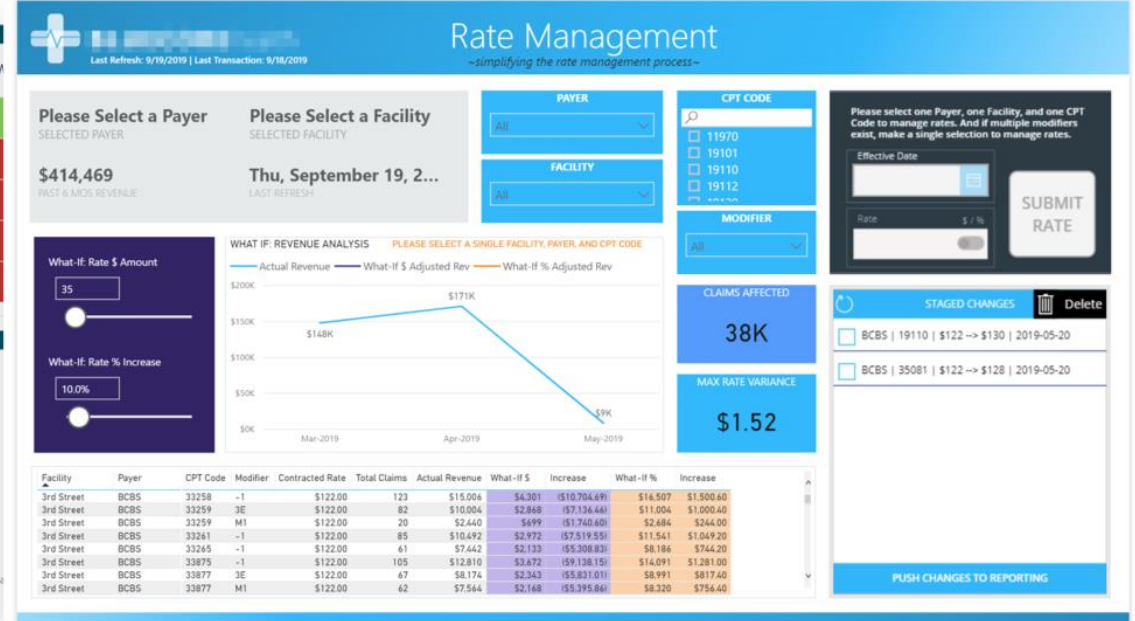 Rate Management
~simplifying the rate management process~
Last Refresh: 9/19/2019 | Last Transaction: 9/18/2019
Please Select a Payer
SELECTED PAYER
Please Select a Facility
SELECTED FACILITY
$414,469
PAST 6 MOS REVENUE
Thu, September 19, 2...
LAST REFRESH
PAYER
All
FACILITY
All
CPT CODE
11970
19101
19110
19112
MODIFIER
All
Please select one Payer, one Facility, and one CPT
Code to manage rates. And if multiple modifiers
exist, make a single selection to manage rates.
Effective Date
Rate $ / %
SUBMIT
RATE
What-If: Rate $ Amount
35
What-If: Rate % Increase
10.0%
WHAT IF: REVENUE ANALYSIS PLEASE SELECT A SINGLE FACILITY, PAYER, AND CPT CODE
Actual Revenue What-If $ Adjusted Rev What-If % Adjusted Rev
$200K
$150K
$100K
$50K
$0K
$148K
$171K
$9K
Mar-2019 Apr-2019 May-2019
CLAIMS AFFECTED
38K
MAX RATE VARIANCE
$1.52
STAGED CHANGES Delete
BCBS | 19110 | $122 --> $130 | 2019-05-20
BCBS | 35081 | $122 --> $128 | 2019-05-20
PUSH CHANGES TO REPORTING
Facility Payer CPT Code Modifier Contracted Rate Total Claims Actual Revenue What-If $ Increase What-If % Increase
3rd Street BCBS 33258 -1 $122.00 123 $15,006 $4,301 ($10,704.69) $16,507 $1,500.60
3rd Street BCBS 33259 3E $122.00 82 $10,004 $2,868 ($7,136.46) $11,004 $1,000.40
3rd Street BCBS 33259 M1 $122.00 20 $2,440 $699 ($1,740.60) $2,684 $244.00
3rd Street BCBS 33261 -1 $122.00 85 $10,492 $2,972 ($7,519.55) $11,541 $1,049.20
3rd Street BCBS 33265 -1 $122.00 61 $7,442 $2,133 ($5,308.83) $8,186 $744.20
3rd Street BCBS 33875 -1 $122.00 105 $12,810 $3,672 ($9,138.15) $14,091 $1,281.00
3rd Street BCBS 33877 3E $122.00 67 $8,174 $2,343 ($5,831.01) $8,991 $817.40
3rd Street BCBS 33877 M1 $122.00 62 $7,564 $2,168 ($5,395.86) $8,320 $756.40